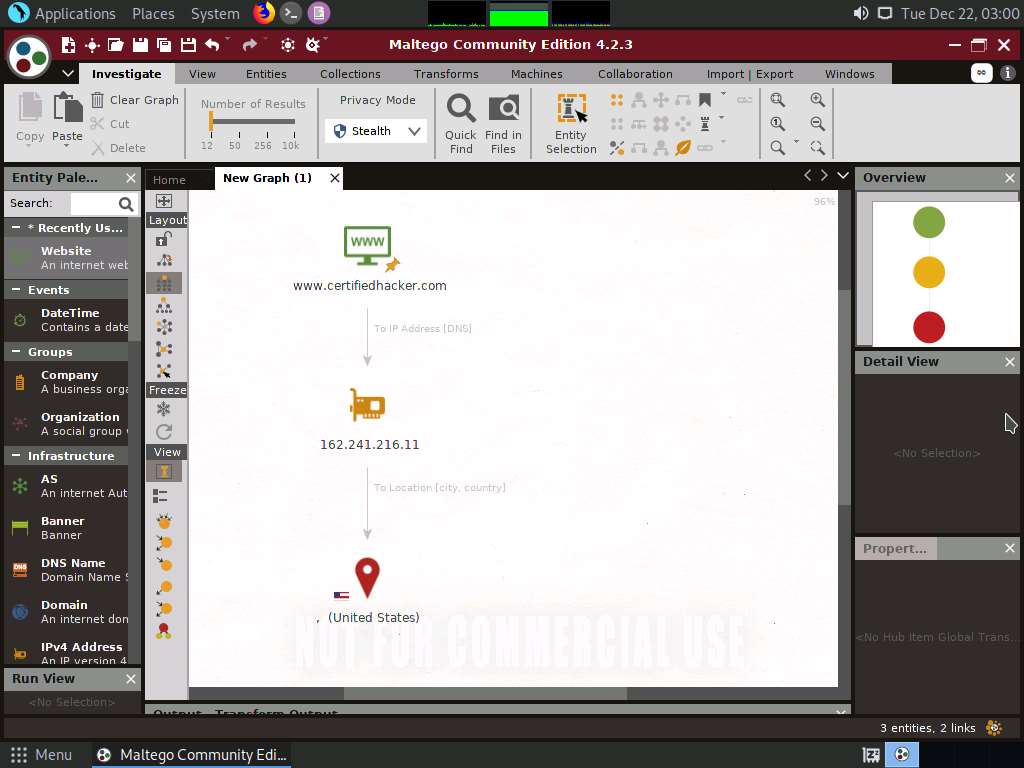 Applications Places System Tue Dec 22, 03:00
Maltego Community Edition 4.2.3
Investigate View Entities Collections Transforms Machines Collaboration Import | Export Windows
Copy Paste Clear Graph Cut Delete
Number of Results
12 50 256 10k
Privacy Mode
Stealth
Quick Find
Find in Files
Entity Selection
Entity Pale...
Search:
* Recently Us...
Website
An internet web
Events
DateTime
Contains a date
Groups
Company
A business orga
Organization
A social group
Infrastructure
AS
An internet Aut
Banner
Banner
DNS Name
Domain Name S
Domain
An internet don
IPv4 Address
An IP version 4
Run View
<No Selection>
Home New Graph (1)
Layout
Freeze
View
96%
WWW
www.certifiedhacker.com
To IP Address [DNS]
162.241.216.11
To Location [city, country]
, (United States)
NOT FOR COMMERCIAL USE
Output - Transform Output
Overview
Detail View
<No Selection>
Propert...
<No Hub Item Global Trans...
3 entities, 2 links
Menu Maltego Community Edi...